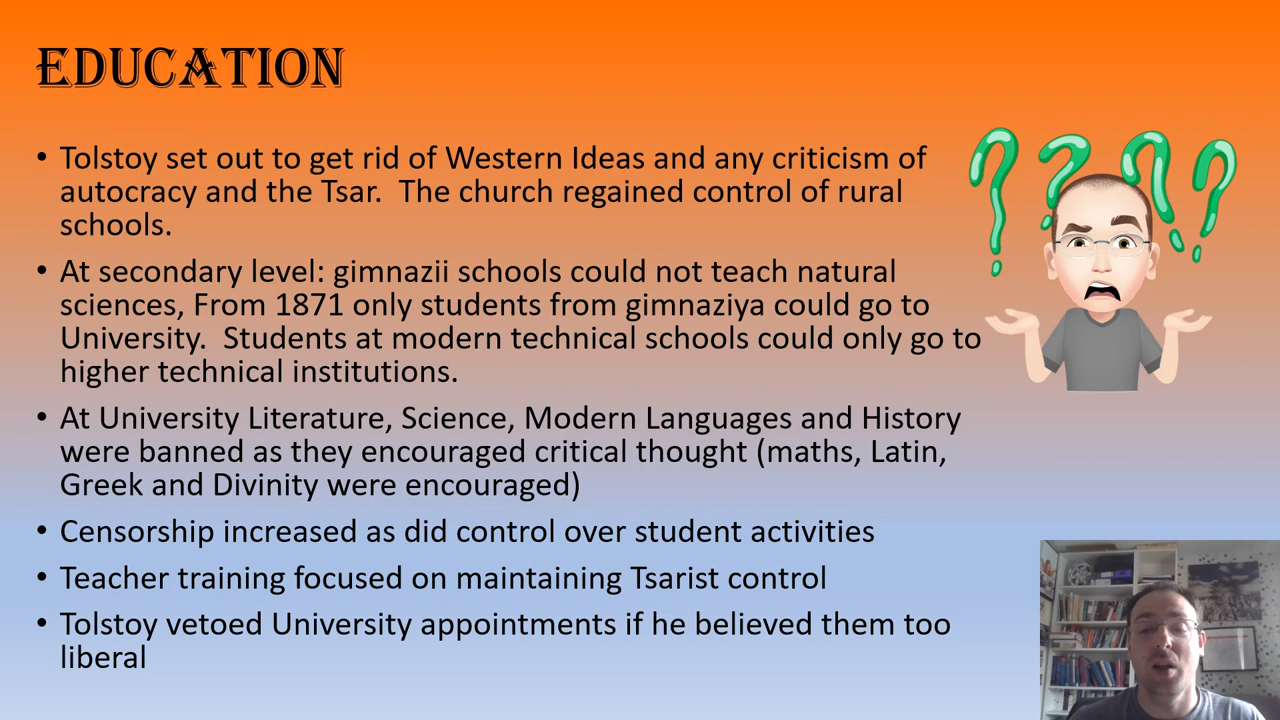 EDUCATION
• Tolstoy set out to get rid of Western Ideas and any criticism of
autocracy and the Tsar.  The church regained control of rural
schools.
• At secondary level: gimnazii schools could not teach natural
sciences, From 1871 only students from gimnaziya could go to
University.  Students at modern technical schools could only go to
higher technical institutions.
• At University Literature, Science, Modern Languages and History
were banned as they encouraged critical thought (maths, Latin,
Greek and Divinity were encouraged)
• Censorship increased as did control over student activities
• Teacher training focused on maintaining Tsarist control
• Tolstoy vetoed University appointments if he believed them too
liberal
????